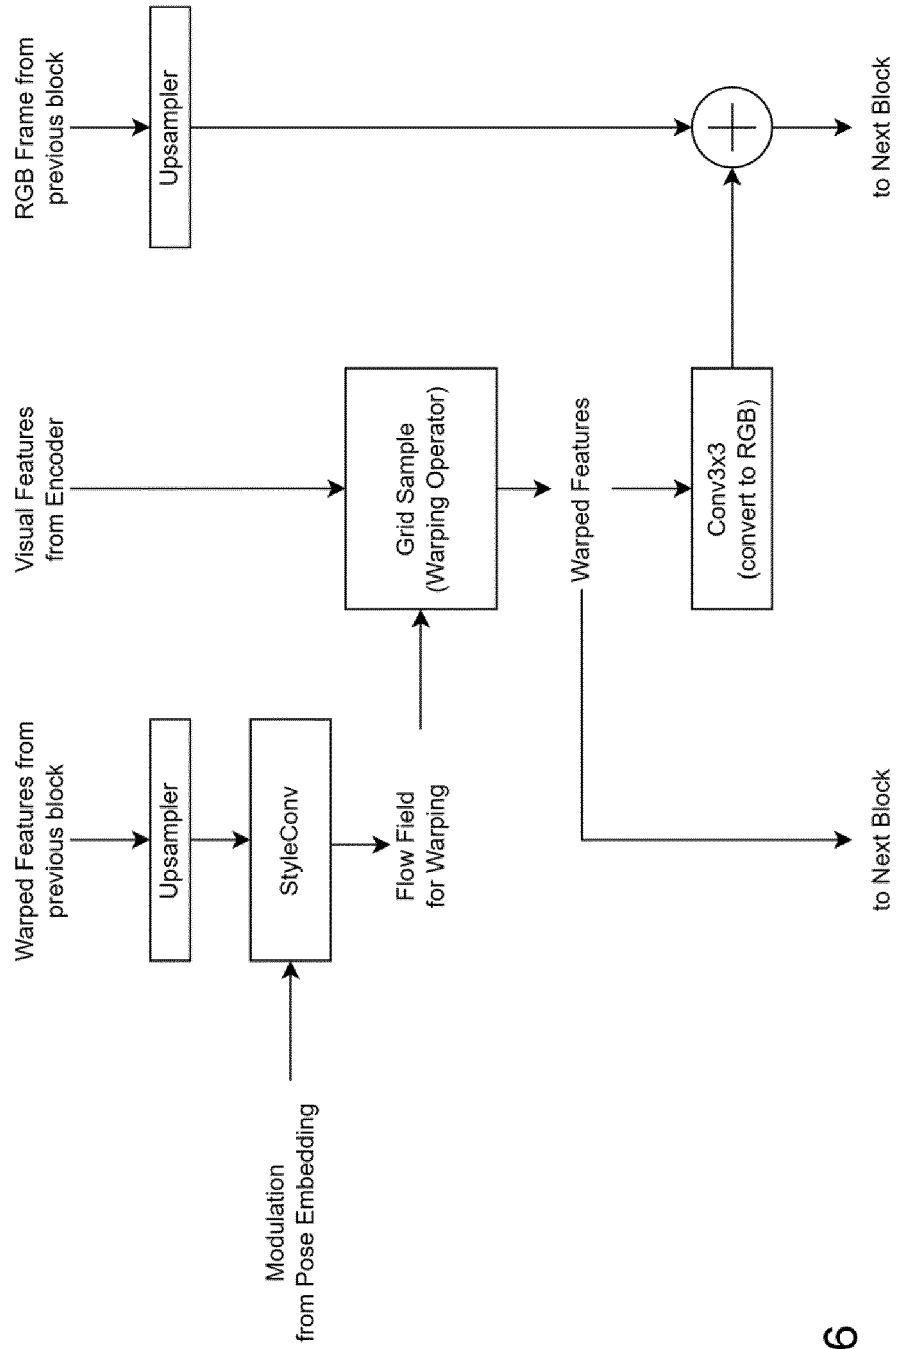 RGB Frame from
previous block
Upsampler
to Next Block
Visual Features
from Encoder
Grid Sample
(Warping Operator)
Warped Features
Conv3x3
(convert to RGB)
Warped Features from
previous block
Upsampler
StyleConv
Flow Field
for Warping
to Next Block
Modulation
from Pose Embedding
6